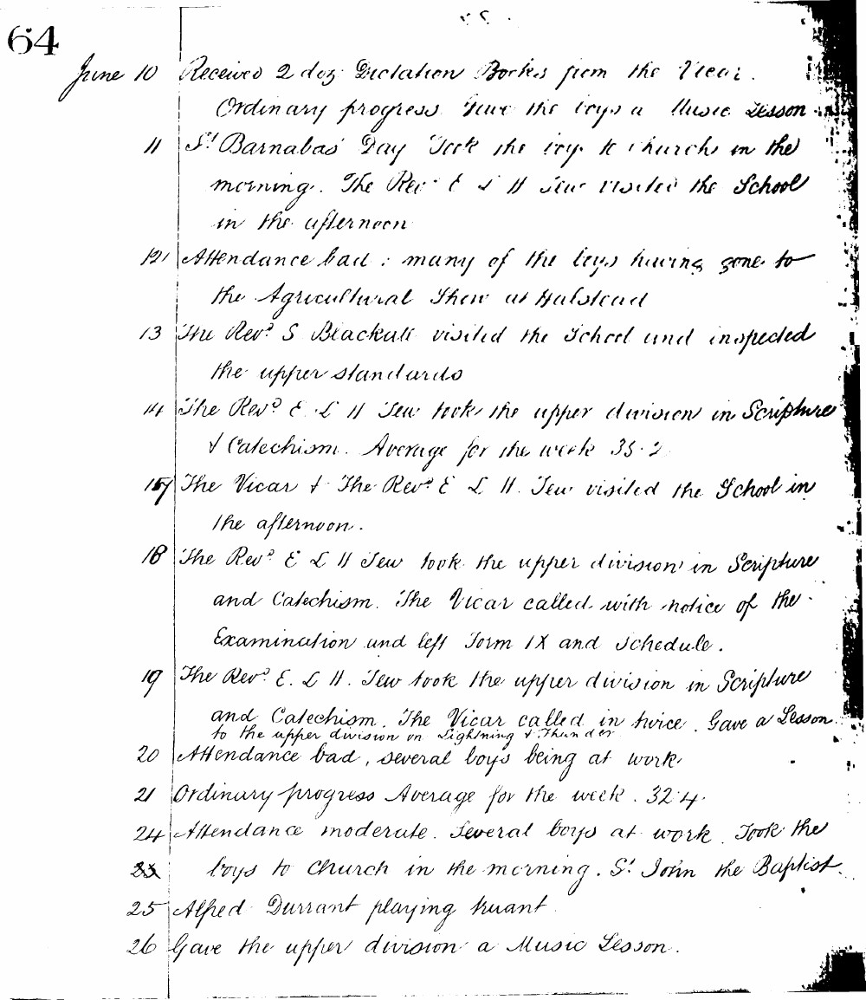 64
June 10 Received 2 doz Dictation Books from the Vicar.
Ordinary progress. Gave the boys a Music Lesson.
11 St Barnabas' Day Took the boys to Church in the
morning. The Revd E L H Tew visited the School
in the afternoon
12 Attendance bad : many of the boys having gone to
the Agricultural Show at Halstead
13 The Revd S Blackall visited the School and inspected
the upper standards
14 The Revd E. L H Tew took the upper division in Scripture
& Catechism. Average for the week 35.2
17 The Vicar & The Revd E L H. Tew visited the School in
the afternoon.
18 The Revd E L H Tew took the upper division in Scripture
and Catechism. The Vicar called with notice of the
Examination and left Form IX and Schedule.
19 The Revd E. L H. Tew took the upper division in Scripture
and Catechism. The Vicar called in twice. Gave a Lesson
to the upper division on Lightning & Thunder
20 Attendance bad, several boys being at work.
21 Ordinary progress Average for the week. 32.4.
24 Attendance moderate. Several boys at work. Took the
boys to Church in the morning. St John the Baptist.
25 Alfred Durrant playing truant.
26 Gave the upper division a Music Lesson.